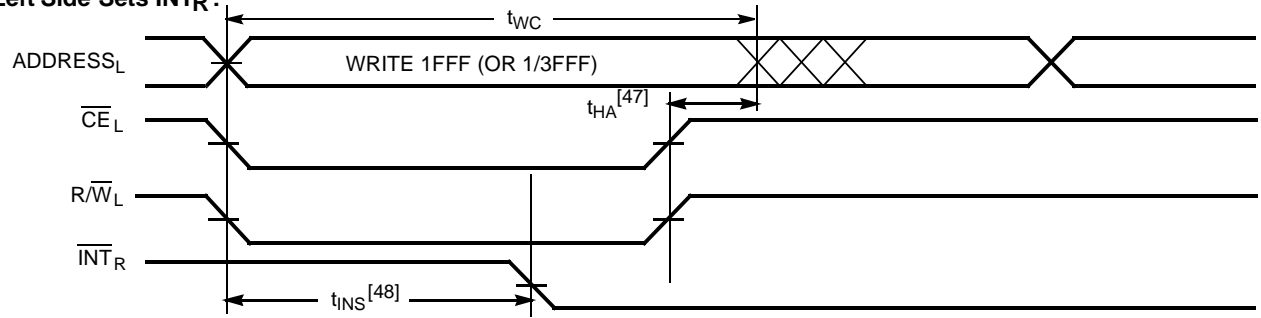 Left Side Sets INTR:
tWC
ADDRESSL
WRITE 1FFF (OR 1/3FFF)
tHA[47]
CEL
R/WL
INTR
tINS[48]